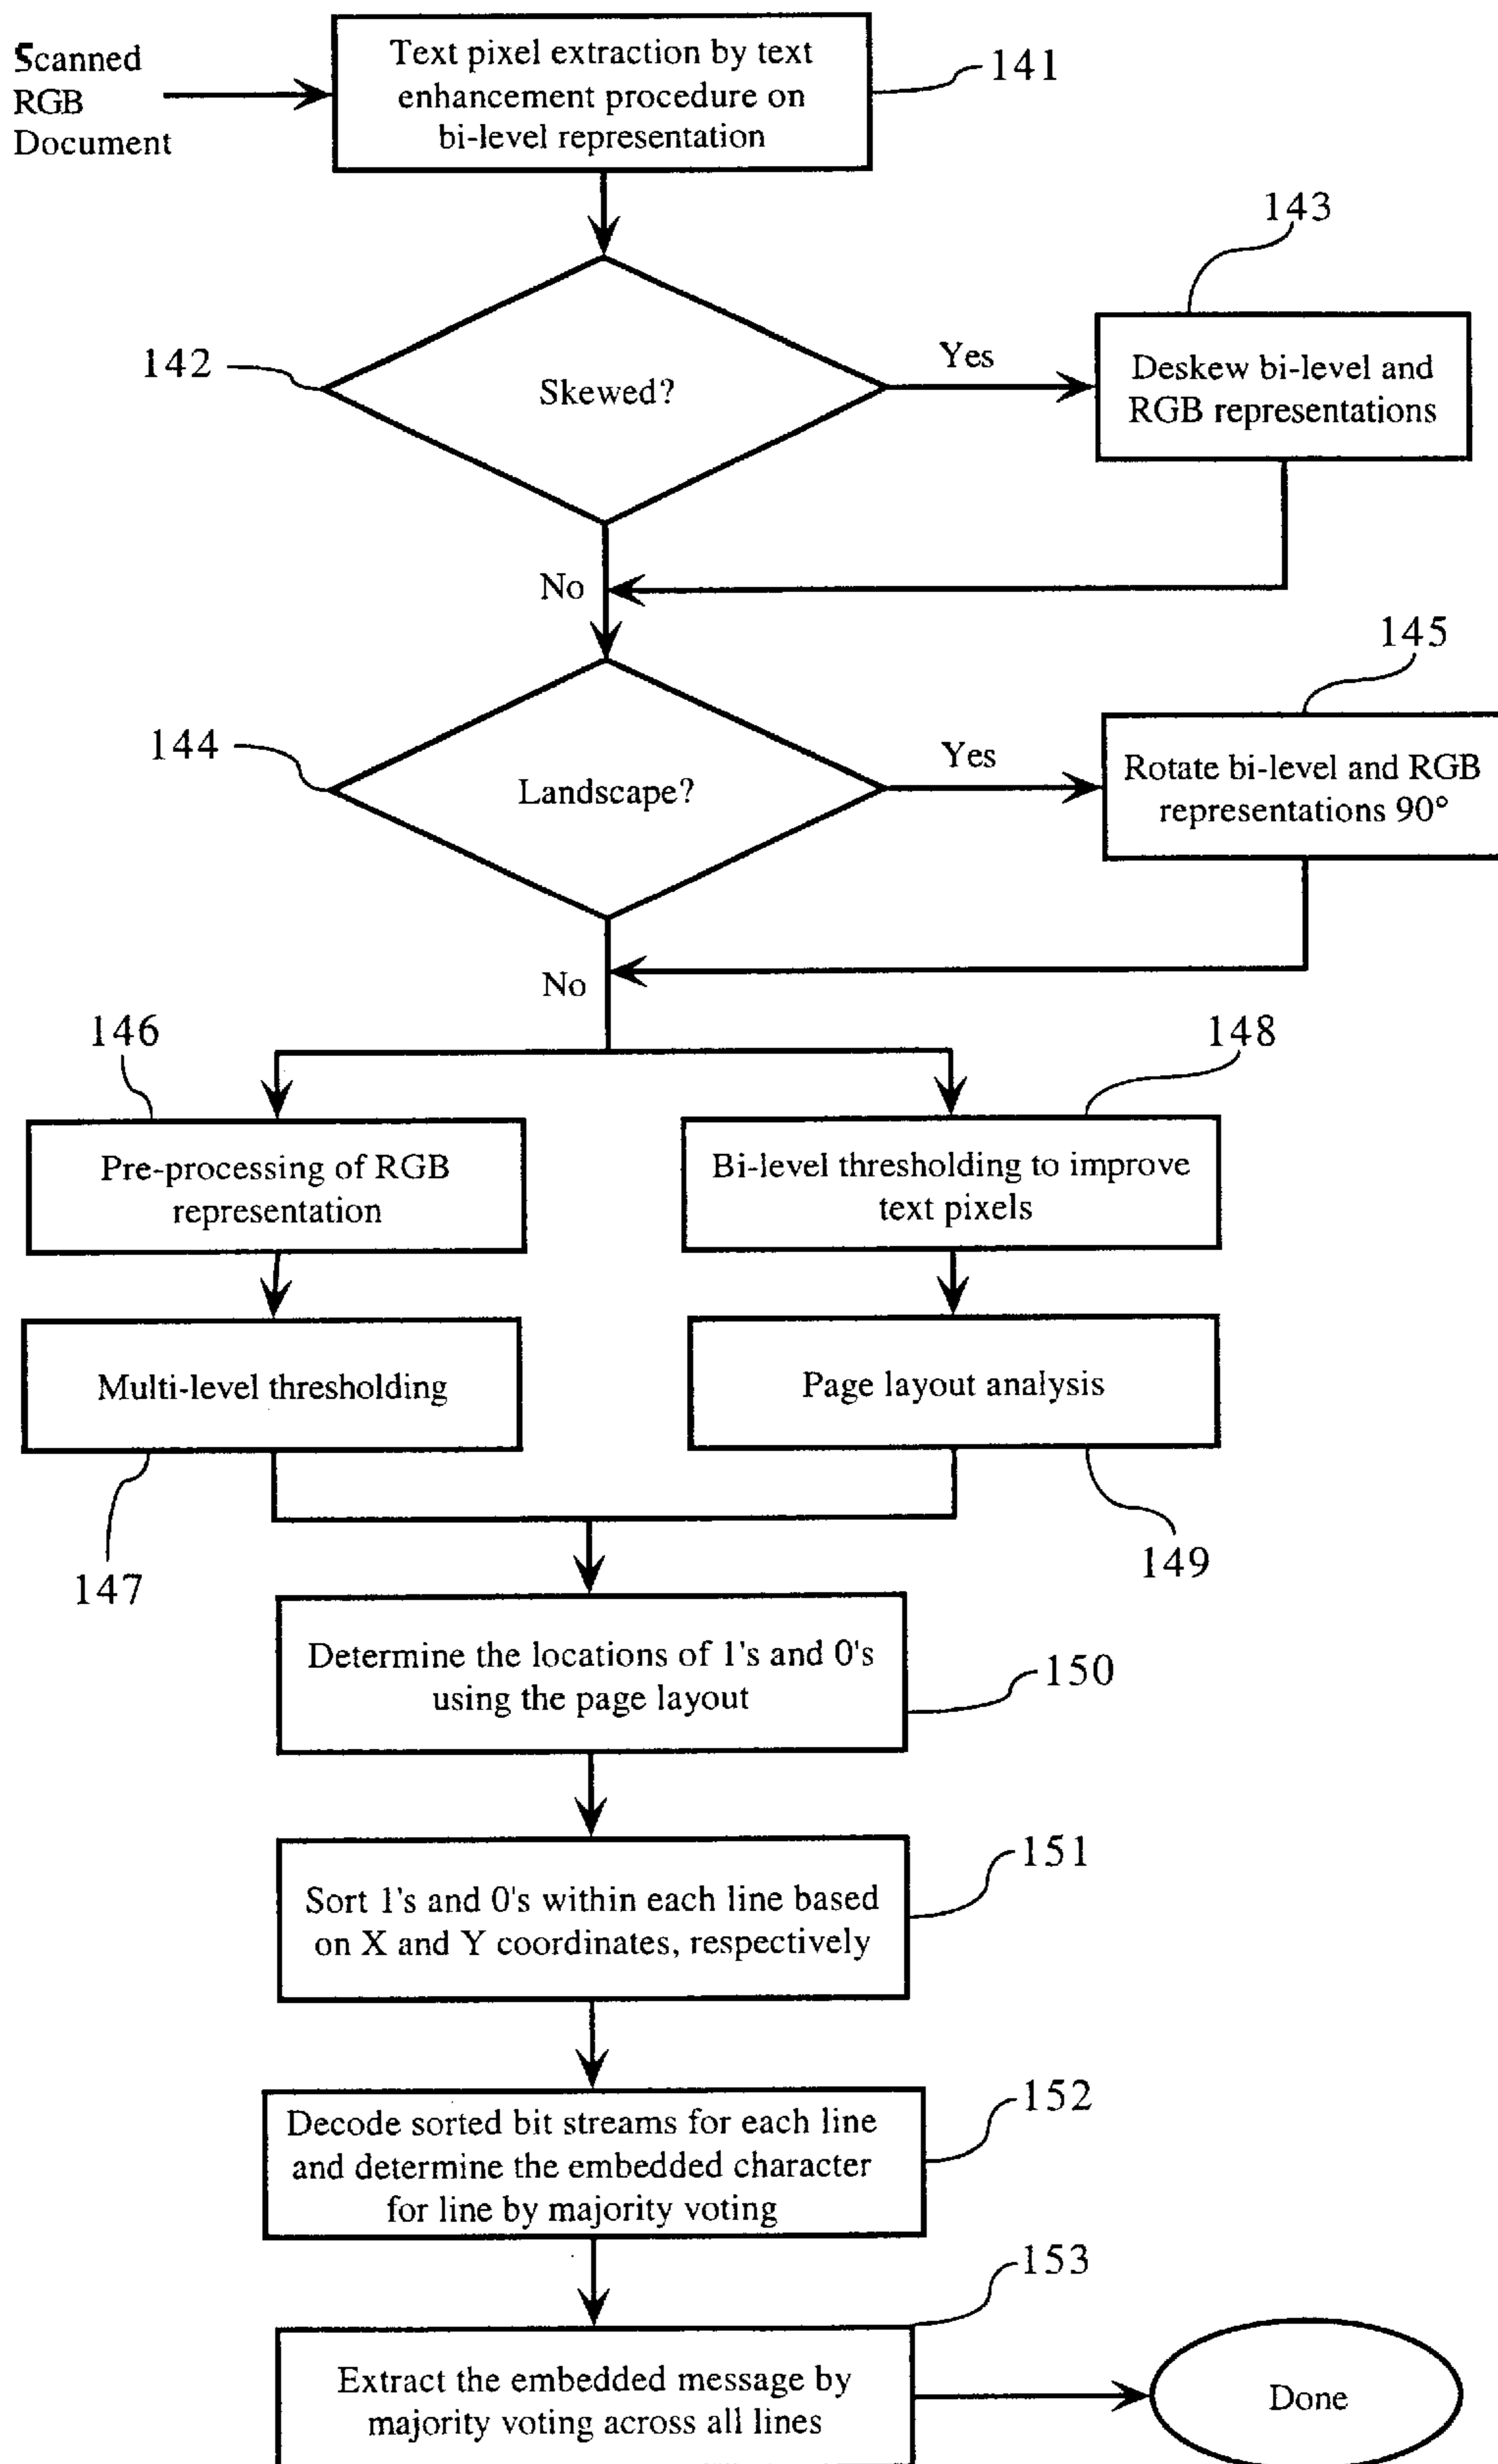 Scanned
RGB
Document
Text pixel extraction by text
enhancement procedure on
bi-level representation
141
142
Skewed?
Yes
143
Deskew bi-level and
RGB representations
No
144
Landscape?
Yes
145
Rotate bi-level and RGB
representations 90°
No
146
Pre-processing of RGB
representation
148
Bi-level thresholding to improve
text pixels
Multi-level thresholding
147
Page layout analysis
149
Determine the locations of 1's and 0's
using the page layout
150
Sort 1's and 0's within each line based
on X and Y coordinates, respectively
151
Decode sorted bit streams for each line
and determine the embedded character
for line by majority voting
152
153
Extract the embedded message by
majority voting across all lines
Done